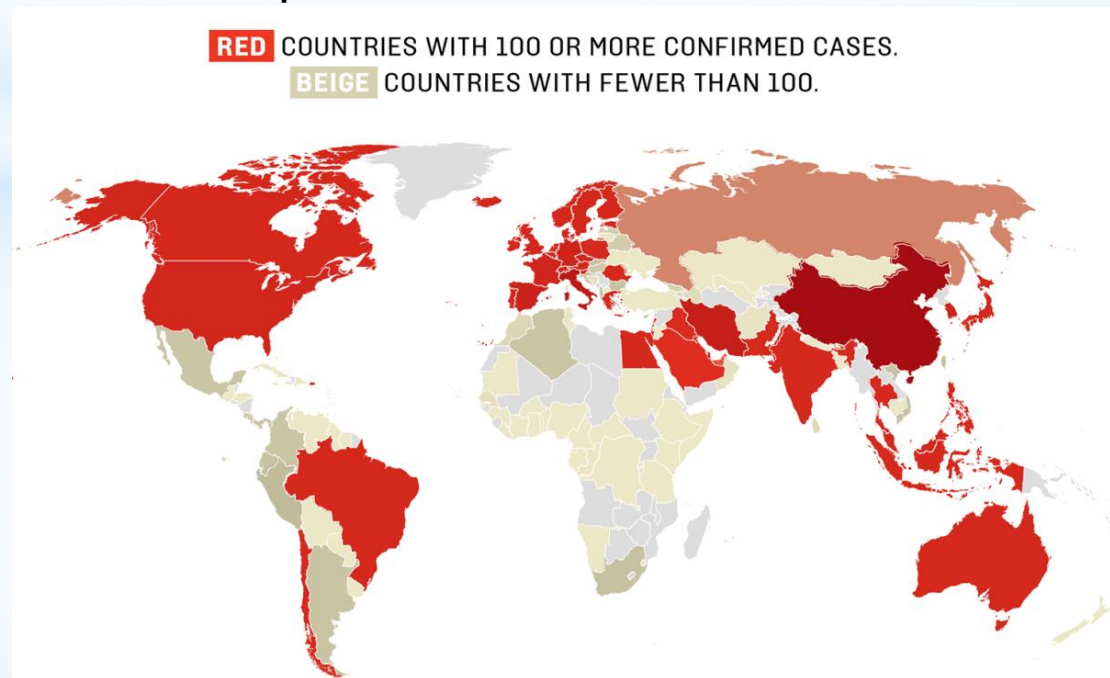 RED COUNTRIES WITH 100 OR MORE CONFIRMED CASES.
BEIGE COUNTRIES WITH FEWER THAN 100.